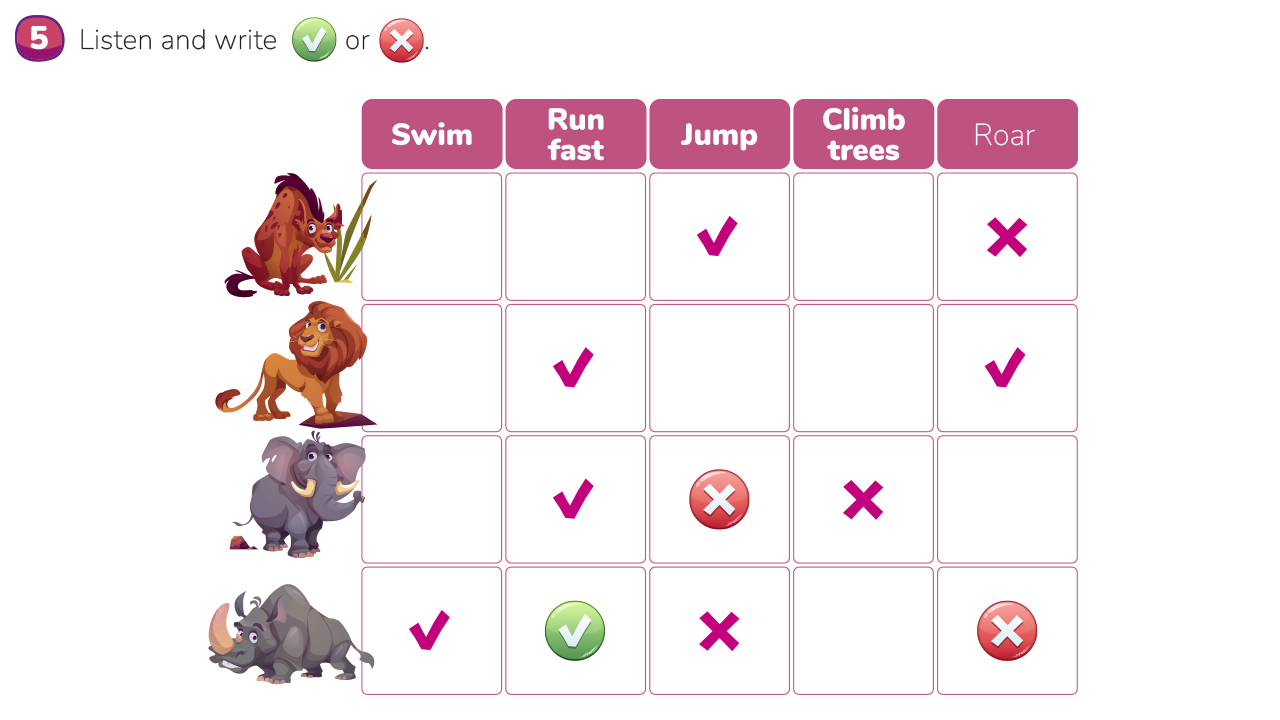 5 Listen and write or .
Swim
Run
fast
Jump
Climb
trees
Roar